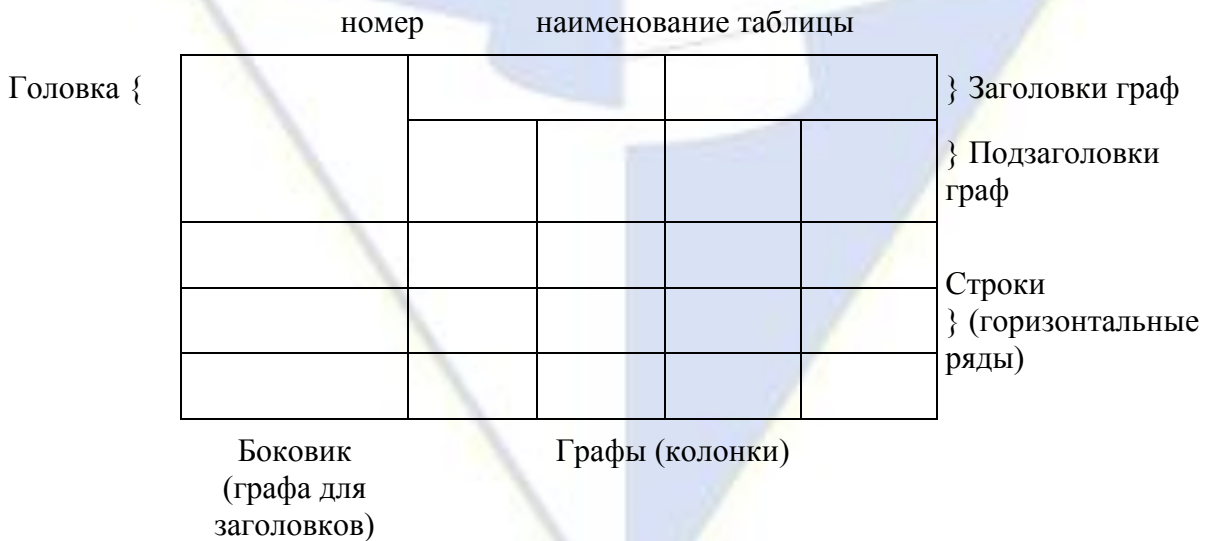 номер наименование таблицы
Головка {
} Заголовки граф
} Подзаголовки
граф
Строки
} (горизонтальные
ряды)
Боковик
(графа для
заголовков)
Графы (колонки)